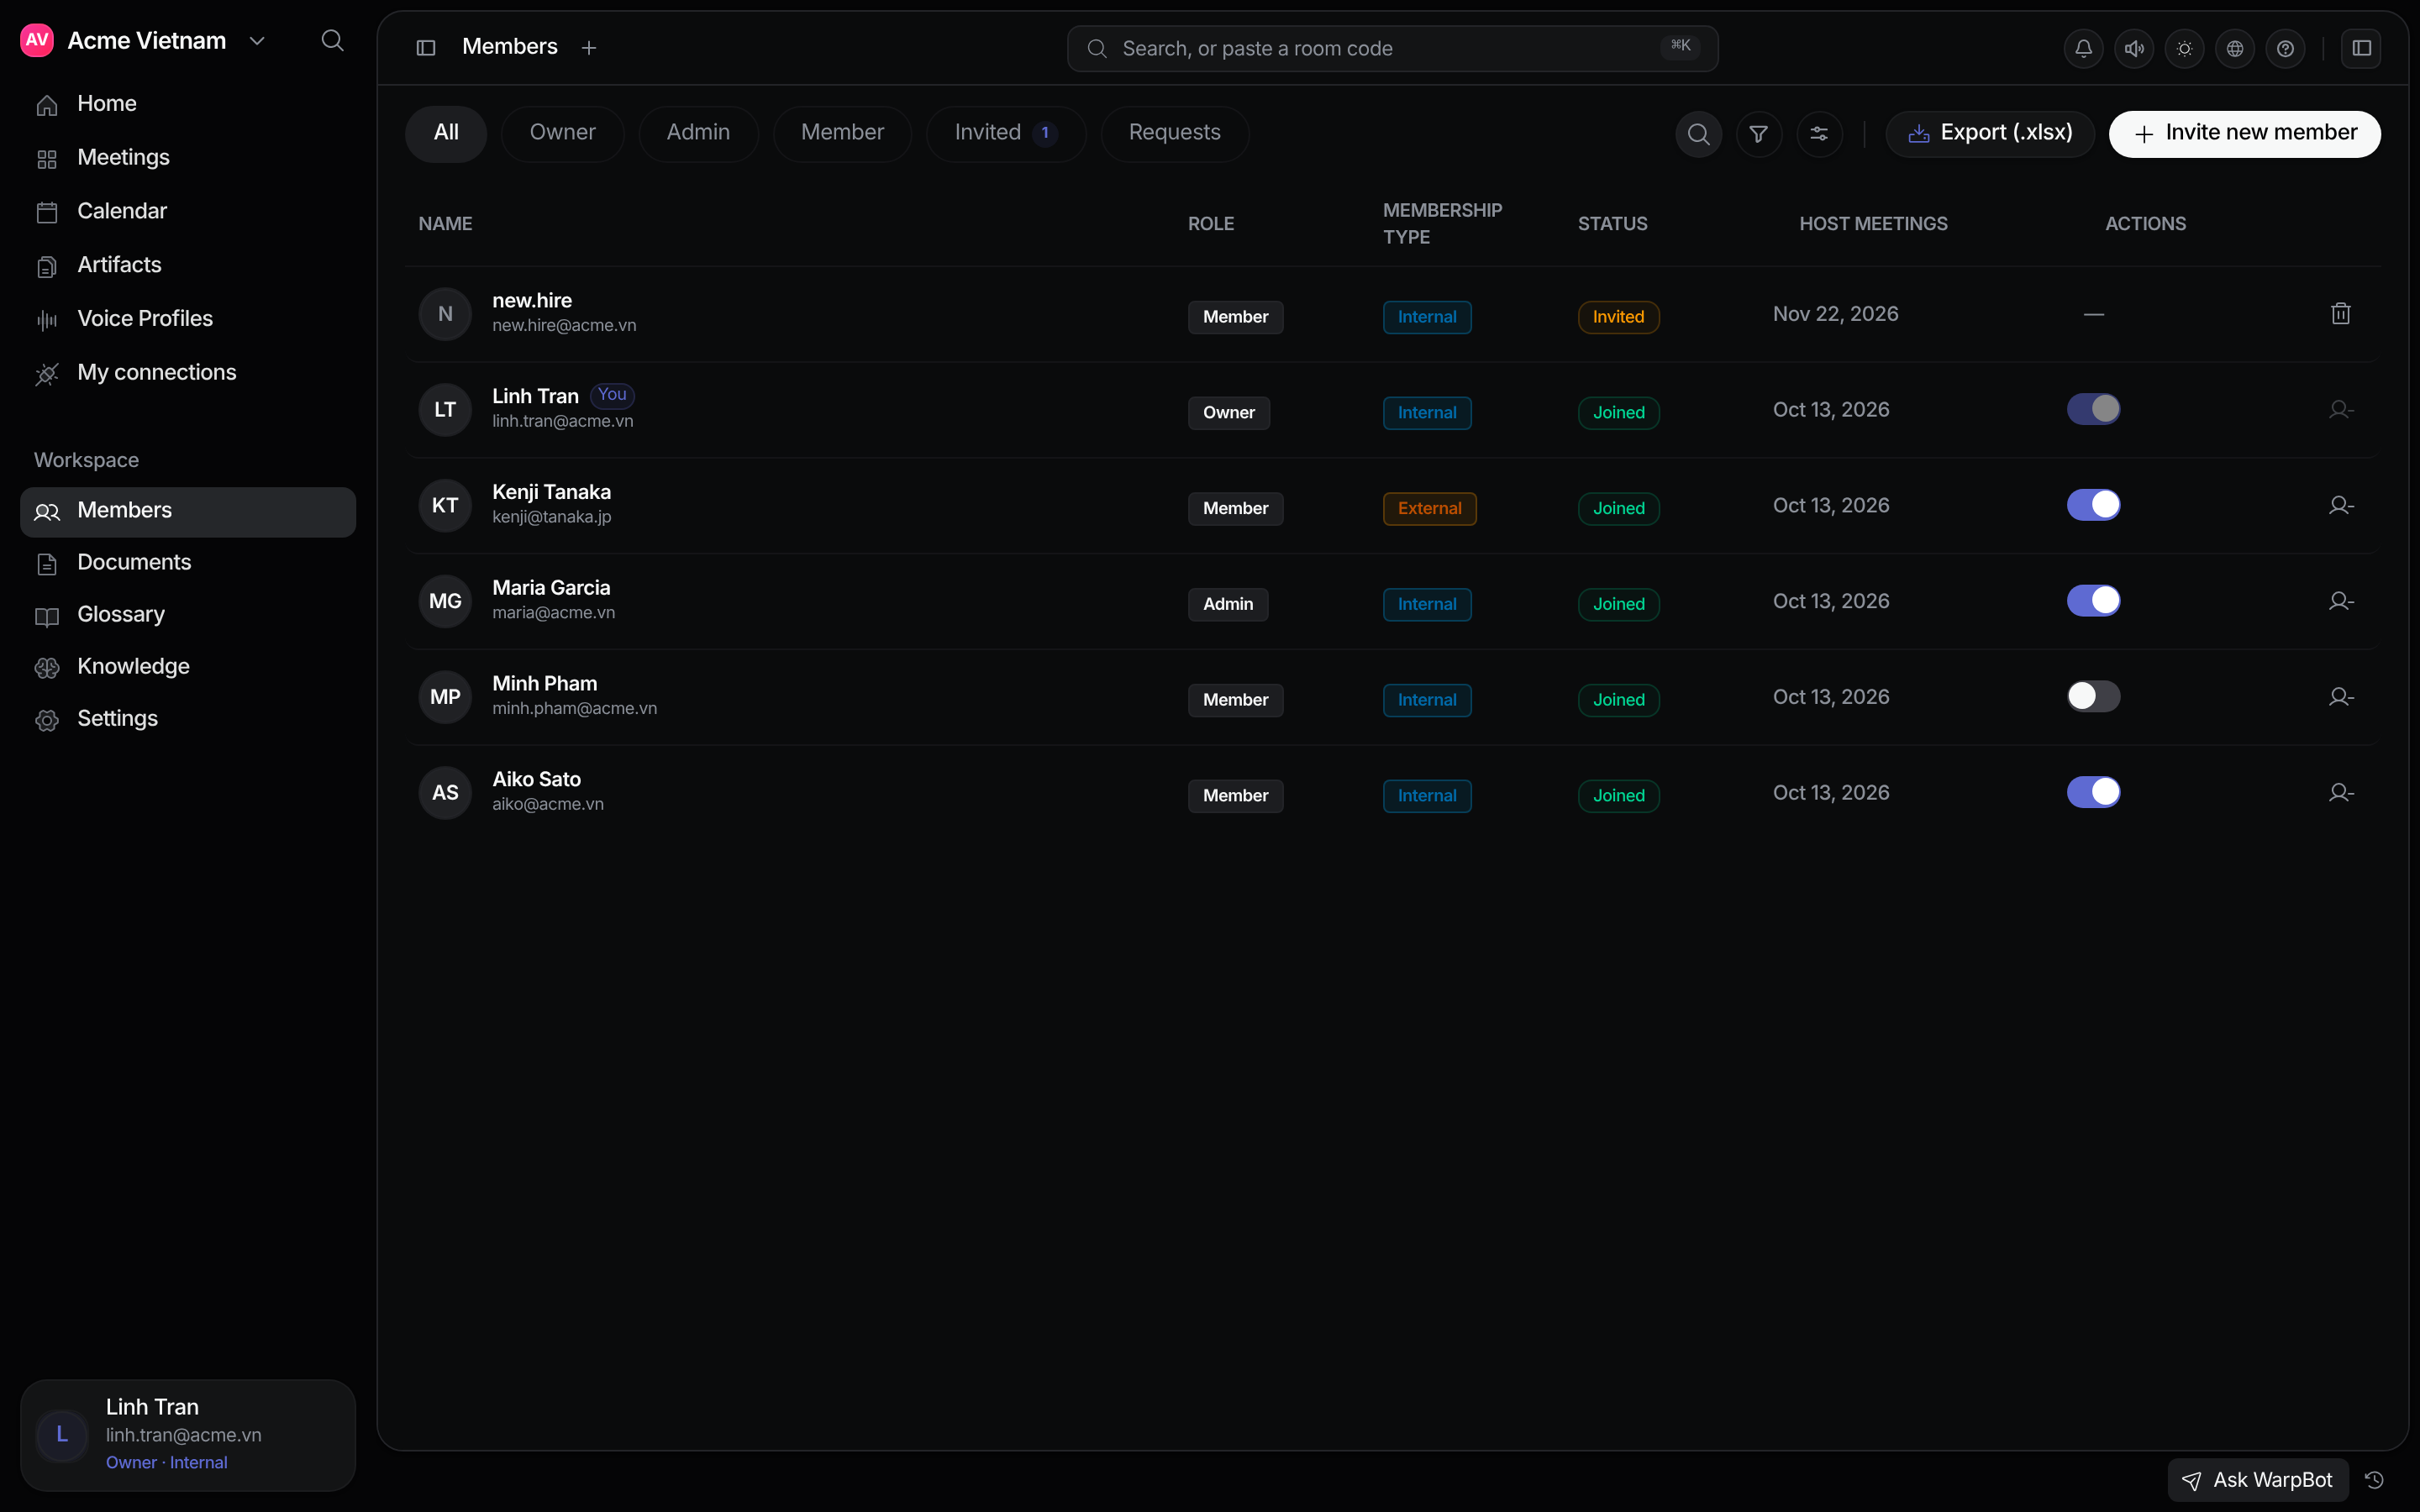 AV Acme Vietnam
Home
Meetings
Calendar
Artifacts
Voice Profiles
My connections
Workspace
Members
Documents
Glossary
Knowledge
Settings
L
Linh Tran
linh.tran@acme.vn
Owner · Internal
Members
Search, or paste a room code ⌘K
All Owner Admin Member Invited 1 Requests
Export (.xlsx) Invite new member
NAME ROLE MEMBERSHIP TYPE STATUS HOST MEETINGS ACTIONS
N new.hire
new.hire@acme.vn
Member Internal Invited Nov 22, 2026 —
LT Linh Tran You
linh.tran@acme.vn
Owner Internal Joined Oct 13, 2026
KT Kenji Tanaka
kenji@tanaka.jp
Member External Joined Oct 13, 2026
MG Maria Garcia
maria@acme.vn
Admin Internal Joined Oct 13, 2026
MP Minh Pham
minh.pham@acme.vn
Member Internal Joined Oct 13, 2026
AS Aiko Sato
aiko@acme.vn
Member Internal Joined Oct 13, 2026
Ask WarpBot